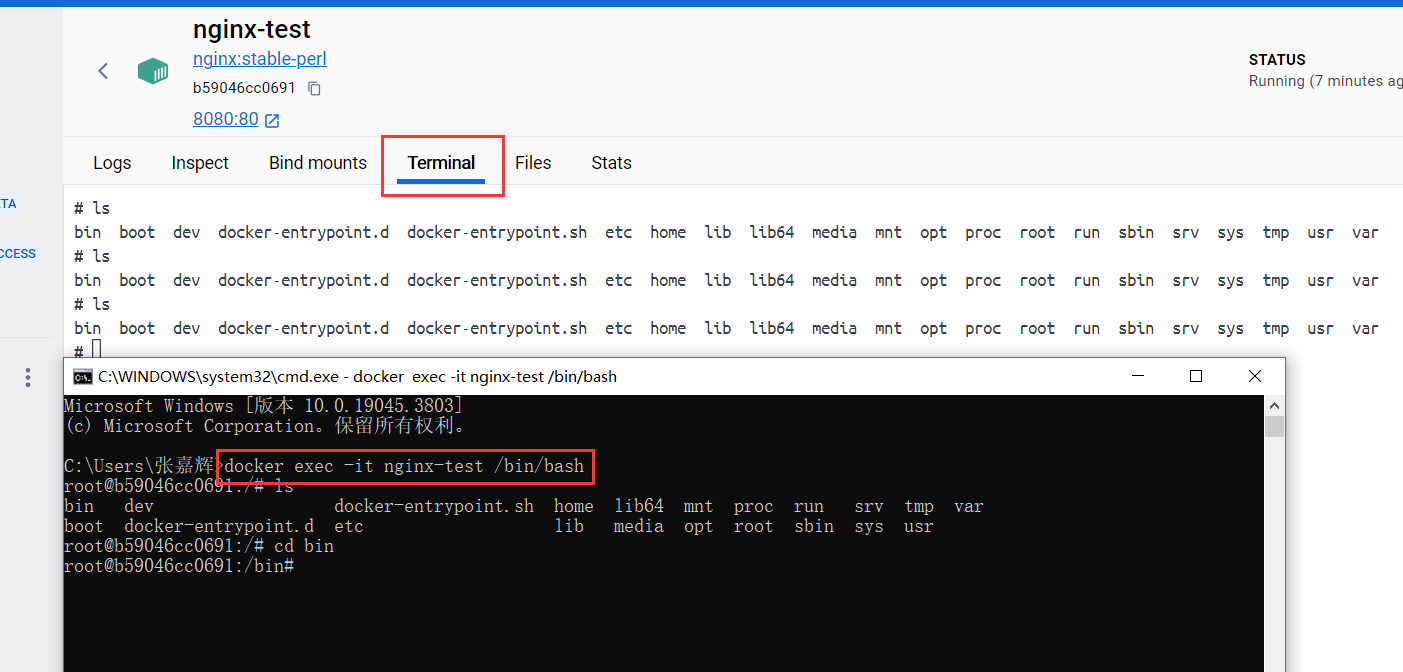 nginx-test
nginx:stable-perl
b59046cc0691
8080:80
STATUS
Running (7 minutes ag
Logs Inspect Bind mounts Terminal Files Stats
TA
CCESS
# ls
bin boot dev docker-entrypoint.d docker-entrypoint.sh etc home lib lib64 media mnt opt proc root run sbin srv sys tmp usr var
# ls
bin boot dev docker-entrypoint.d docker-entrypoint.sh etc home lib lib64 media mnt opt proc root run sbin srv sys tmp usr var
# ls
bin boot dev docker-entrypoint.d docker-entrypoint.sh etc home lib lib64 media mnt opt proc root run sbin srv sys tmp usr var
#
C:\WINDOWS\system32\cmd.exe - docker exec -it nginx-test /bin/bash
Microsoft Windows [版本 10.0.19045.3803]
(c) Microsoft Corporation。保留所有权利。
C:\Users\张嘉辉>docker exec -it nginx-test /bin/bash
root@b59046cc0691:/# ls
bin dev docker-entrypoint.sh home lib64 mnt proc run srv tmp var
boot docker-entrypoint.d etc lib media opt root sbin sys usr
root@b59046cc0691:/# cd bin
root@b59046cc0691:/bin#